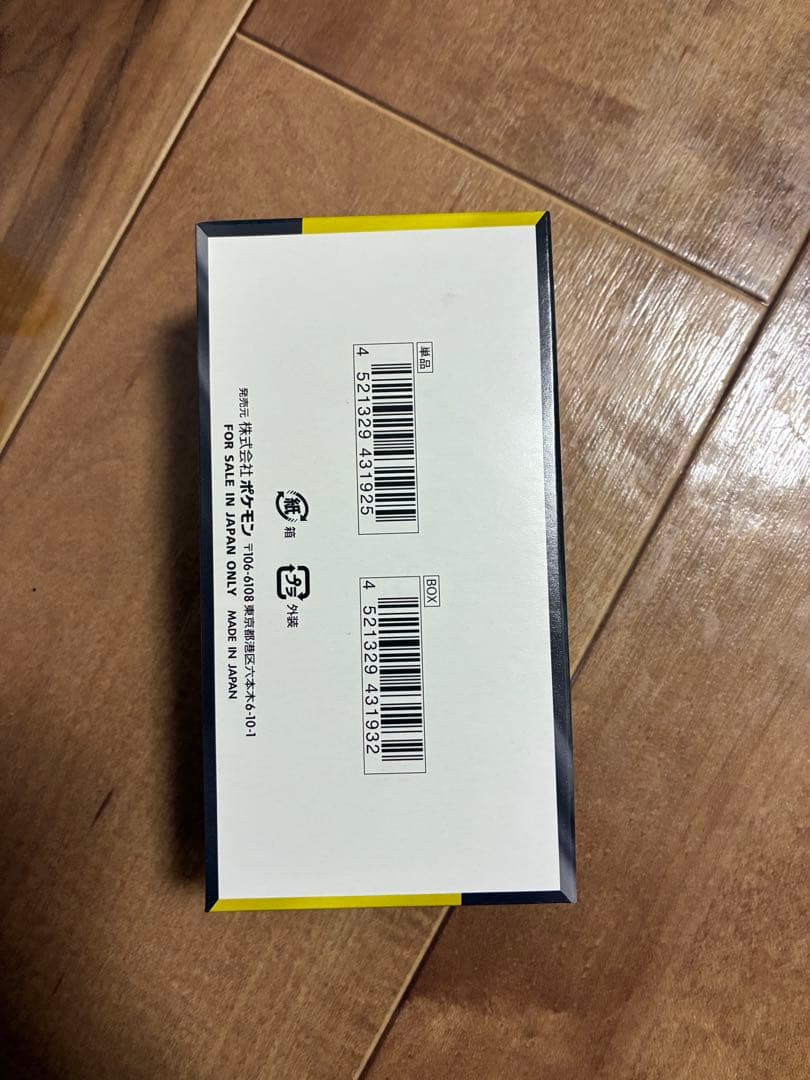 単品
4 521329 431925
BOX
4 521329 431932
紙 箱
プラ 外装
発売元 株式会社 ポケモン 〒106-6108 東京都港区六本木6-10-1
FOR SALE IN JAPAN ONLY MADE IN JAPAN